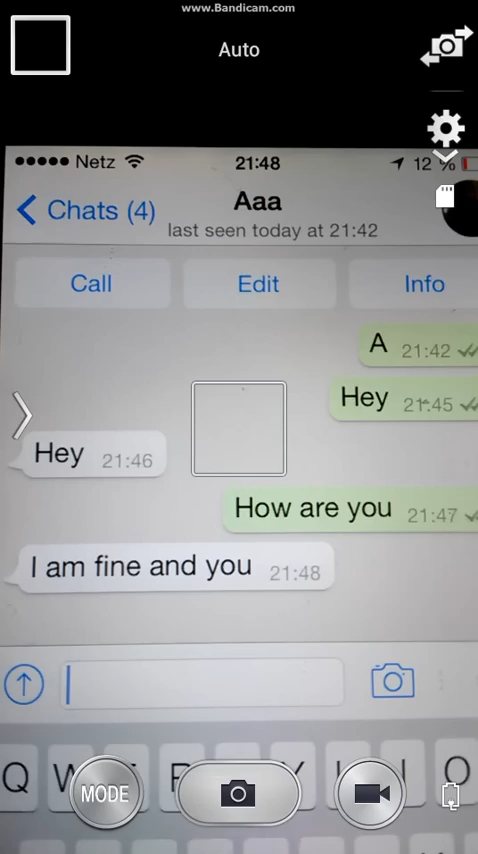 www.Bandicam.com
Auto
Netz 21:48 12 %
Chats (4) Aaa
last seen today at 21:42
Call Edit Info
A 21:42
Hey 21:45
Hey 21:46
How are you 21:47
I am fine and you 21:48
Q W R Y U I O
MODE